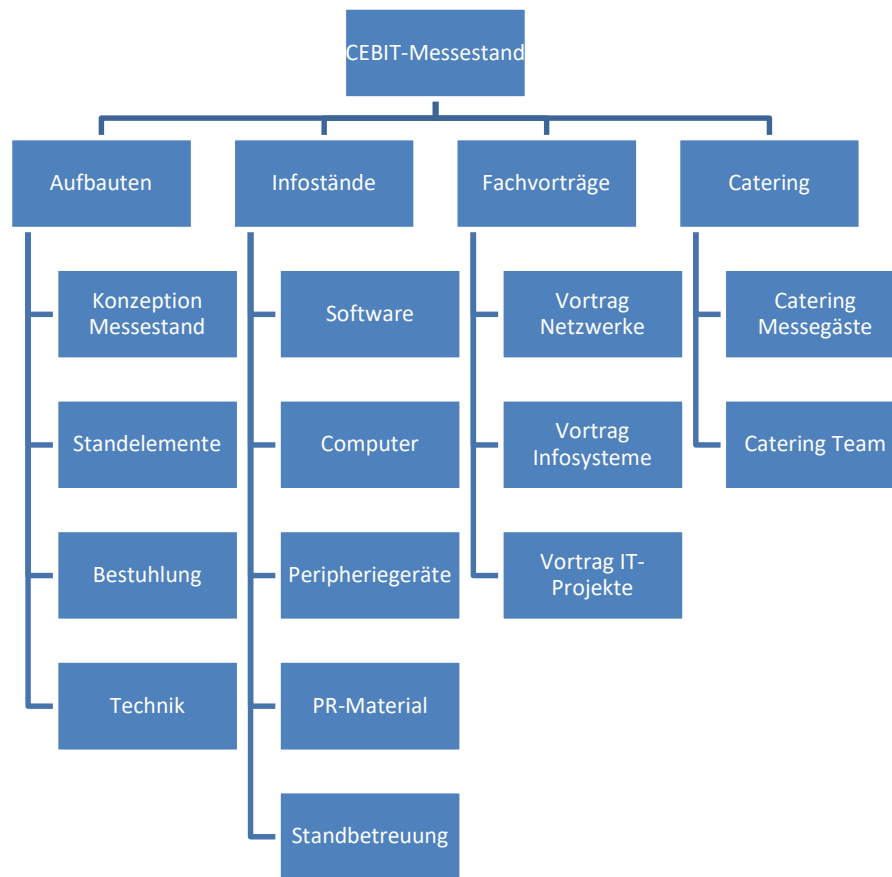 CEBIT-Messestand
Aufbauten
Infostände
Fachvorträge
Catering
Konzeption
Messestand
Software
Vortrag
Netzwerke
Catering
Messegäste
Standelemente
Computer
Vortrag
Infosysteme
Catering Team
Bestuhlung
Peripheriegeräte
Vortrag IT-
Projekte
Technik
PR-Material
Standbetreuung